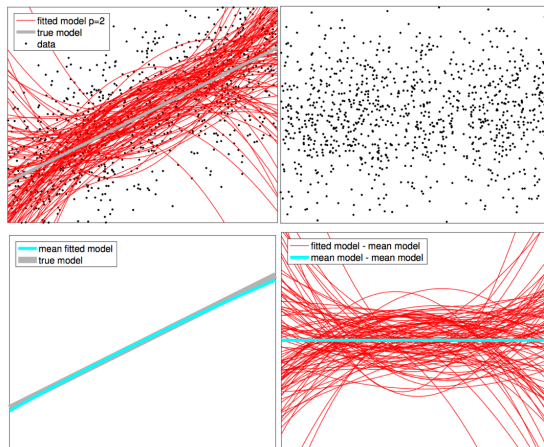 fitted model p=2
true model
data
mean fitted model
true model
fitted model - mean model
mean model - mean model